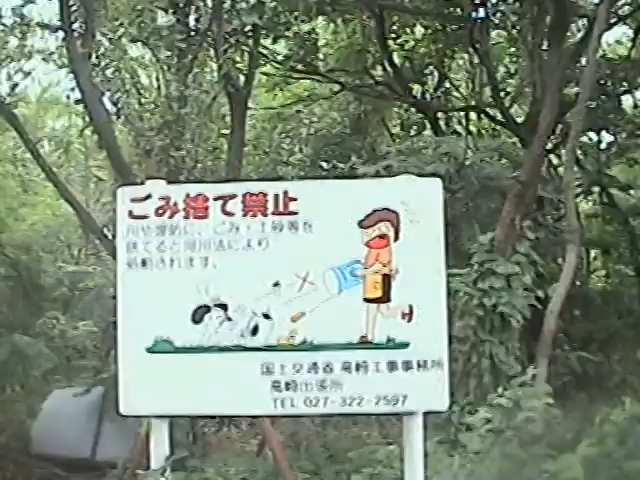 ごみ捨て禁止
川や堤防に、ごみ・土砂等を
捨てると河川法により
処罰されます。
国土交通省 高崎工事事務所
高崎出張所
TEL 027-322-2597